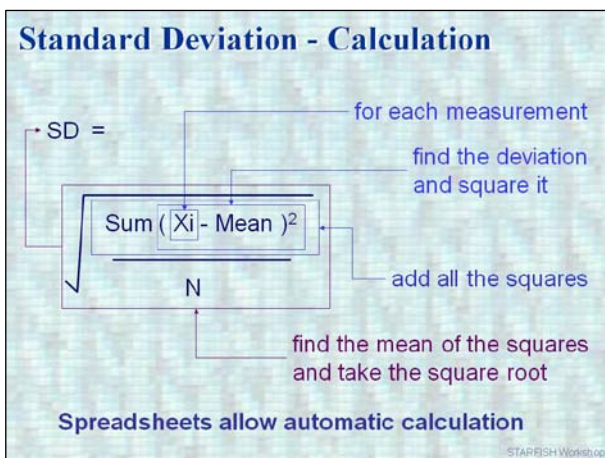 Standard Deviation - Calculation
for each measurement
SD =
find the deviation
and square it
Sum ( Xi - Mean )²
add all the squares
N
find the mean of the squares
and take the square root
Spreadsheets allow automatic calculation
STARFISH Workshop